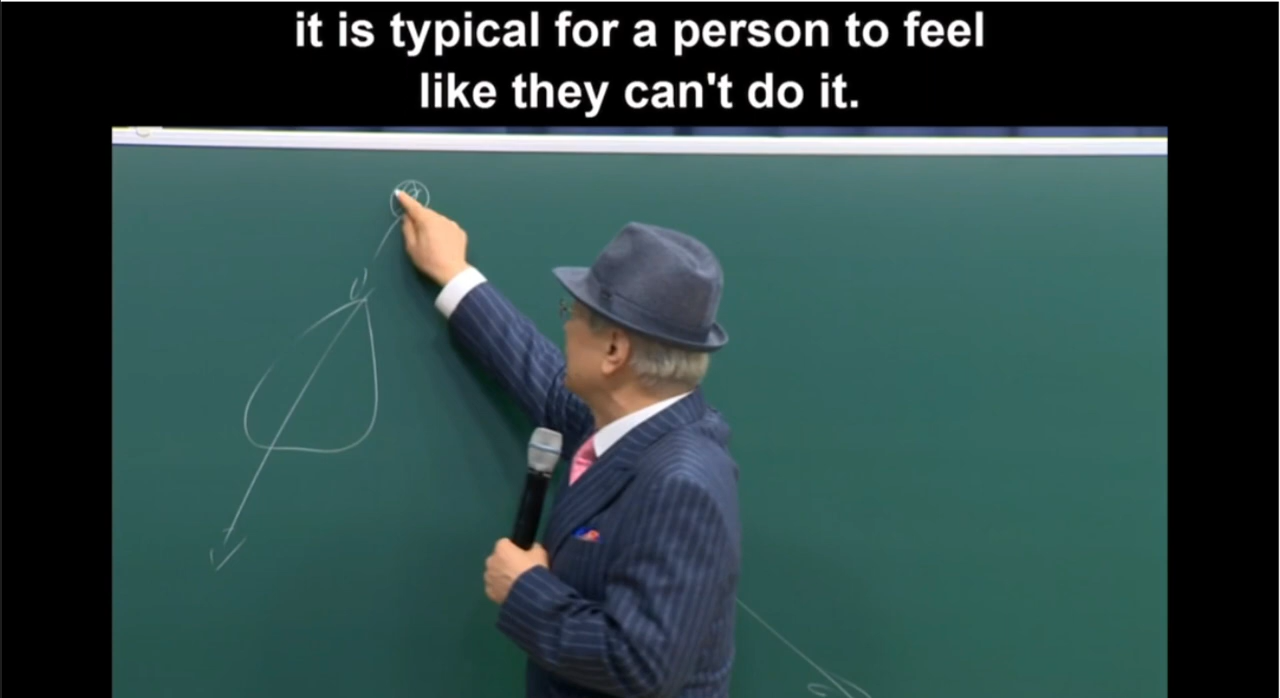 it is typical for a person to feel
like they can't do it.